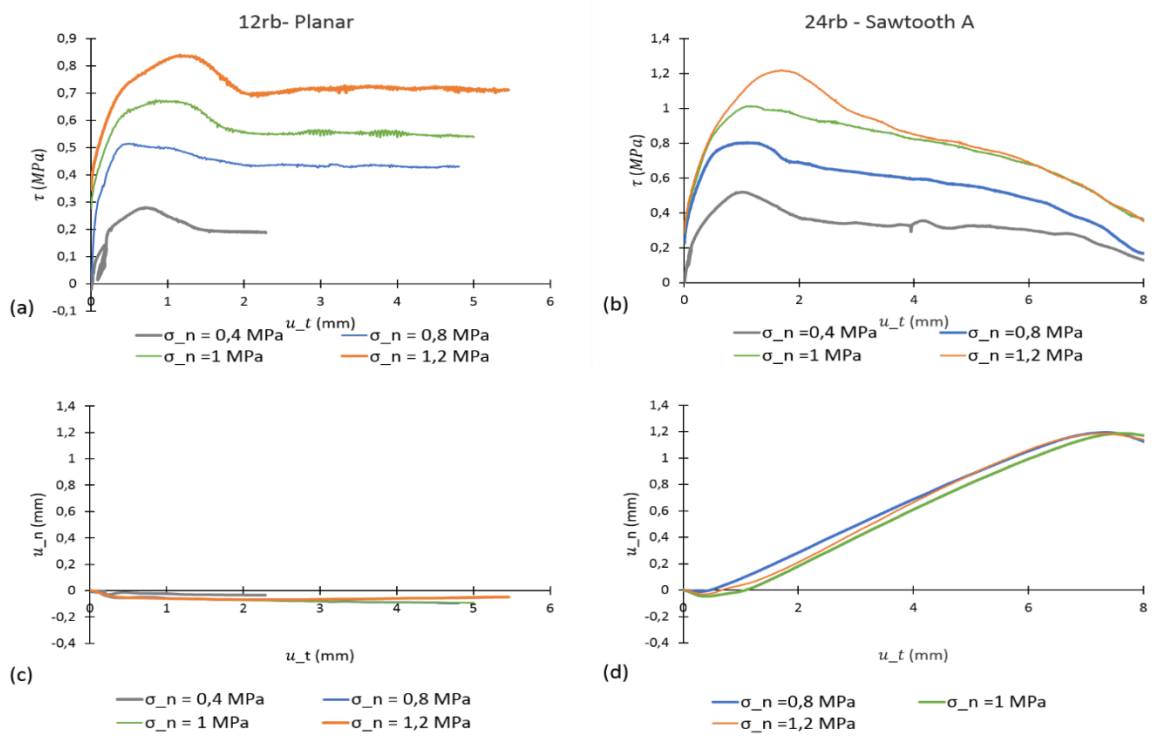 12rb- Planar
0,9
0,8
0,7
0,6
0,5
0,4
0,3
0,2
0,1
0
-0,1
τ (MPa)
0 1 2 3 4 5 6
u_t (mm)
(a)
σ_n = 0,4 MPa σ_n = 0,8 MPa
σ_n =1 MPa σ_n = 1,2 MPa
24rb - Sawtooth A
1,4
1,2
1
0,8
0,6
0,4
0,2
0
τ (MPa)
0 2 4 6 8
u_t (mm)
(b)
σ_n =0,4 MPa σ_n =0,8 MPa
σ_n =1 MPa σ_n =1,2 MPa
1,4
1,2
1
0,8
0,6
0,4
0,2
0
-0,2
-0,4
u_n (mm)
0 1 2 3 4 5 6
u_t (mm)
(c)
σ_n = 0,4 MPa σ_n = 0,8 MPa
σ_n = 1 MPa σ_n = 1,2 MPa
1,4
1,2
1
0,8
0,6
0,4
0,2
0
-0,2
-0,4
u_n (mm)
0 2 4 6 8
u_t (mm)
(d)
σ_n =0,8 MPa σ_n =1 MPa
σ_n =1,2 MPa